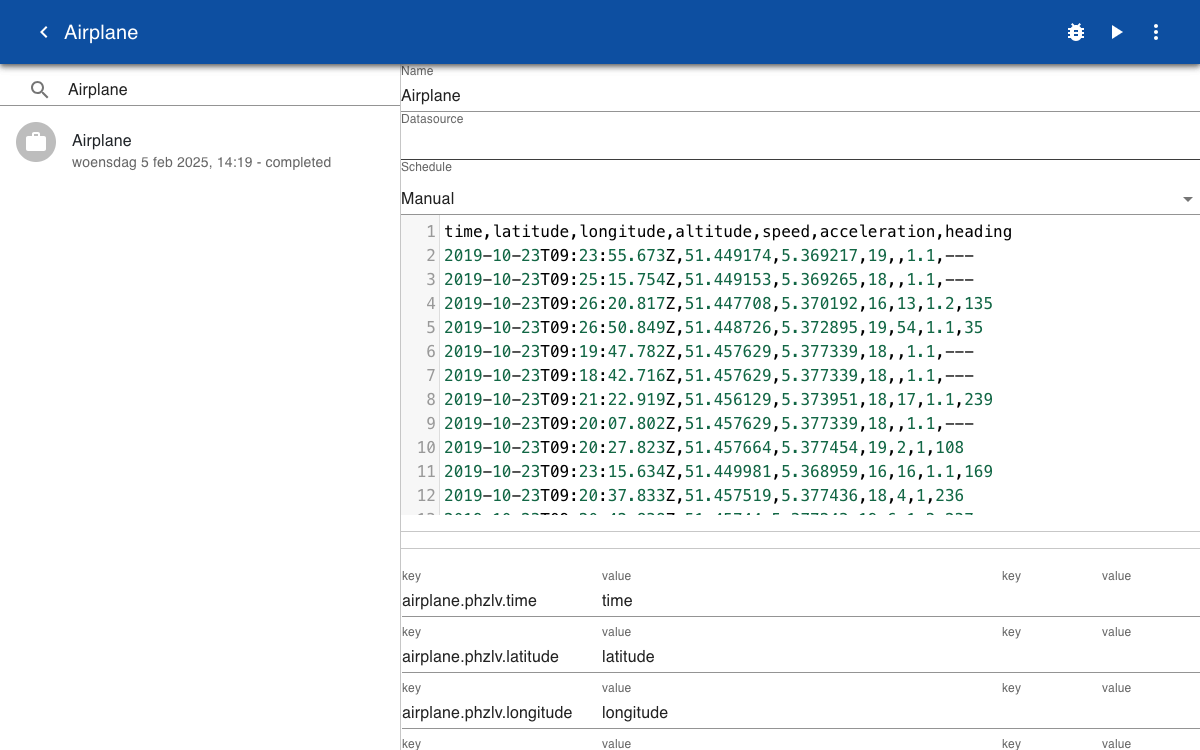 Airplane
Airplane
Airplane
woensdag 5 feb 2025, 14:19 - completed
Name
Airplane
Datasource
Schedule
Manual
1 time,latitude,longitude,altitude,speed,acceleration,heading
2 2019-10-23T09:23:55.673Z,51.449174,5.369217,19,,1.1,---
3 2019-10-23T09:25:15.754Z,51.449153,5.369265,18,,1.1,---
4 2019-10-23T09:26:20.817Z,51.447708,5.370192,16,13,1.2,135
5 2019-10-23T09:26:50.849Z,51.448726,5.372895,19,54,1.1,35
6 2019-10-23T09:19:47.782Z,51.457629,5.377339,18,,1.1,---
7 2019-10-23T09:18:42.716Z,51.457629,5.377339,18,,1.1,---
8 2019-10-23T09:21:22.919Z,51.456129,5.373951,18,17,1.1,239
9 2019-10-23T09:20:07.802Z,51.457629,5.377339,18,,1.1,---
10 2019-10-23T09:20:27.823Z,51.457664,5.377454,19,2,1,108
11 2019-10-23T09:23:15.634Z,51.449981,5.368959,16,16,1.1,169
12 2019-10-23T09:20:37.833Z,51.457519,5.377436,18,4,1,236
key value key value
airplane.phzlv.time time
key value key value
airplane.phzlv.latitude latitude
key value key value
airplane.phzlv.longitude longitude
key value key value